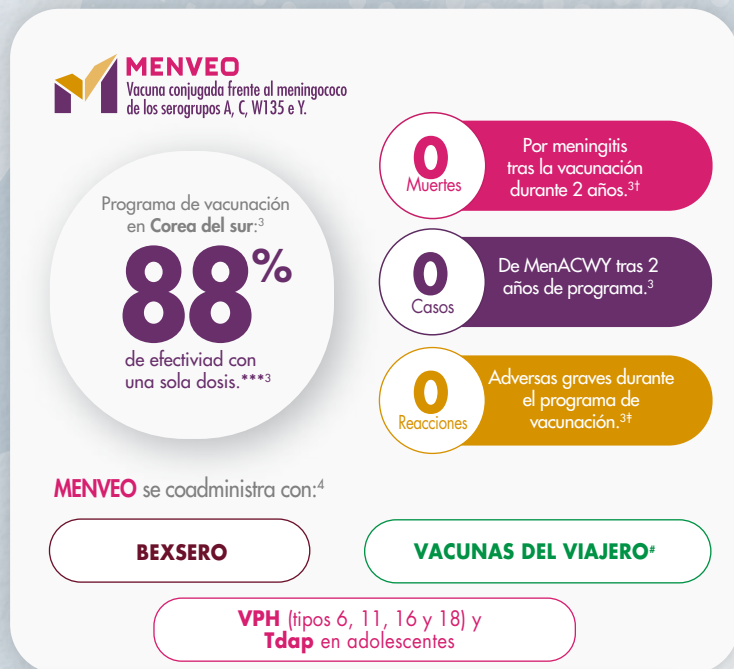 MENVEO
Vacuna conjugada frente al meningococo
de los serogrupos A, C, W135 e Y.
Programa de vacunación
en Corea del sur:³
88%
de efectiviad con
una sola dosis.***³
0
Muertes
Por meningitis
tras la vacunación
durante 2 años.³†
0
Casos
De MenACWY tras 2
años de programa.³
0
Reacciones
Adversas graves durante
el programa de
vacunación.³‡
MENVEO se coadministra con:⁴
BEXSERO
VACUNAS DEL VIAJERO#
VPH (tipos 6, 11, 16 y 18) y
Tdap en adolescentes